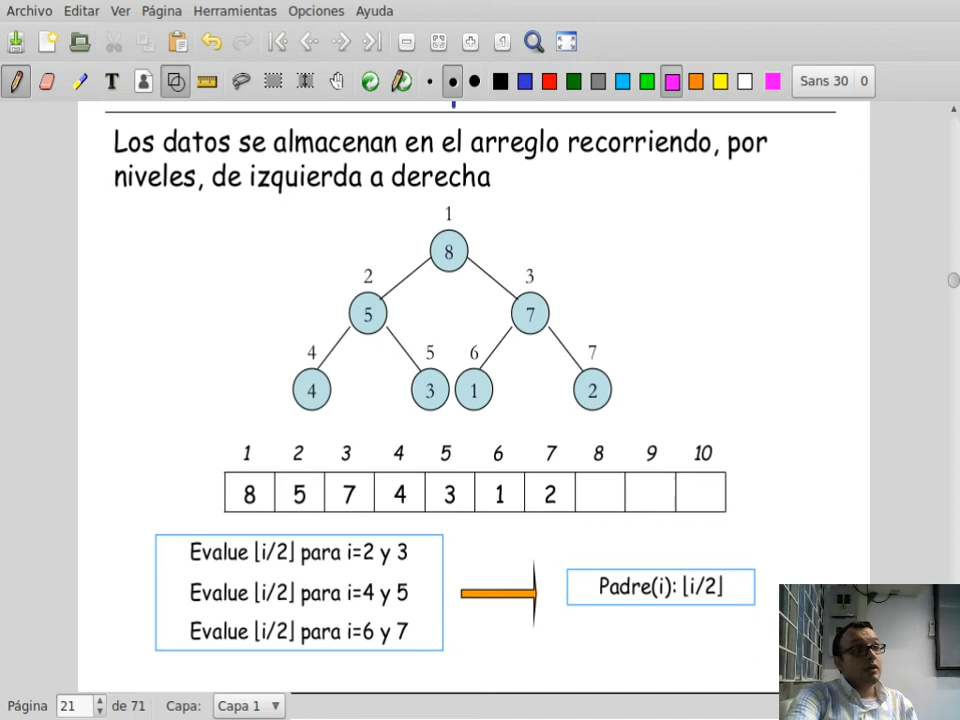 Archivo Editar Ver Página Herramientas Opciones Ayuda
T
Sans 30 0
Los datos se almacenan en el arreglo recorriendo, por
niveles, de izquierda a derecha
1
8
2 3
5 7
4 5 6 7
4 3 1 2
1 2 3 4 5 6 7 8 9 10
8 5 7 4 3 1 2
Evalue ⌊i/2⌋ para i=2 y 3
Evalue ⌊i/2⌋ para i=4 y 5
Evalue ⌊i/2⌋ para i=6 y 7
Padre(i): ⌊i/2⌋
Página 21 de 71 Capa: Capa 1